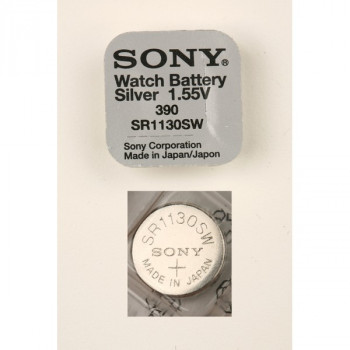 SONY®
Watch Battery
Silver 1.55V
390
SR1130SW
Sony Corporation
Made in Japan/Japon
SR1130SW
SONY
+
MADE IN JAPAN